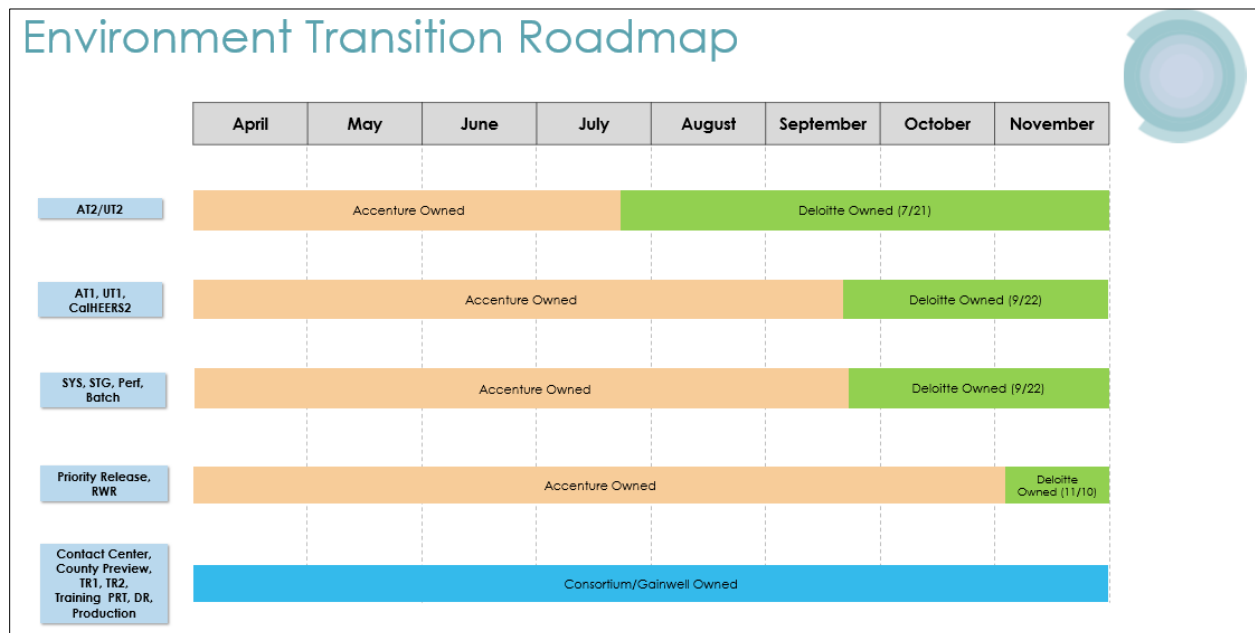 Environment Transition Roadmap
April May June July August September October November
AT2/UT2
Accenture Owned
Deloitte Owned (7/21)
AT1, UT1,
CalHEERS2
Accenture Owned
Deloitte Owned (9/22)
SYS, STG, Perf,
Batch
Accenture Owned
Deloitte Owned (9/22)
Priority Release,
RWR
Accenture Owned
Deloitte
Owned (11/10)
Contact Center,
County Preview,
TR1, TR2,
Training PRT, DR,
Production
Consortium/Gainwell Owned